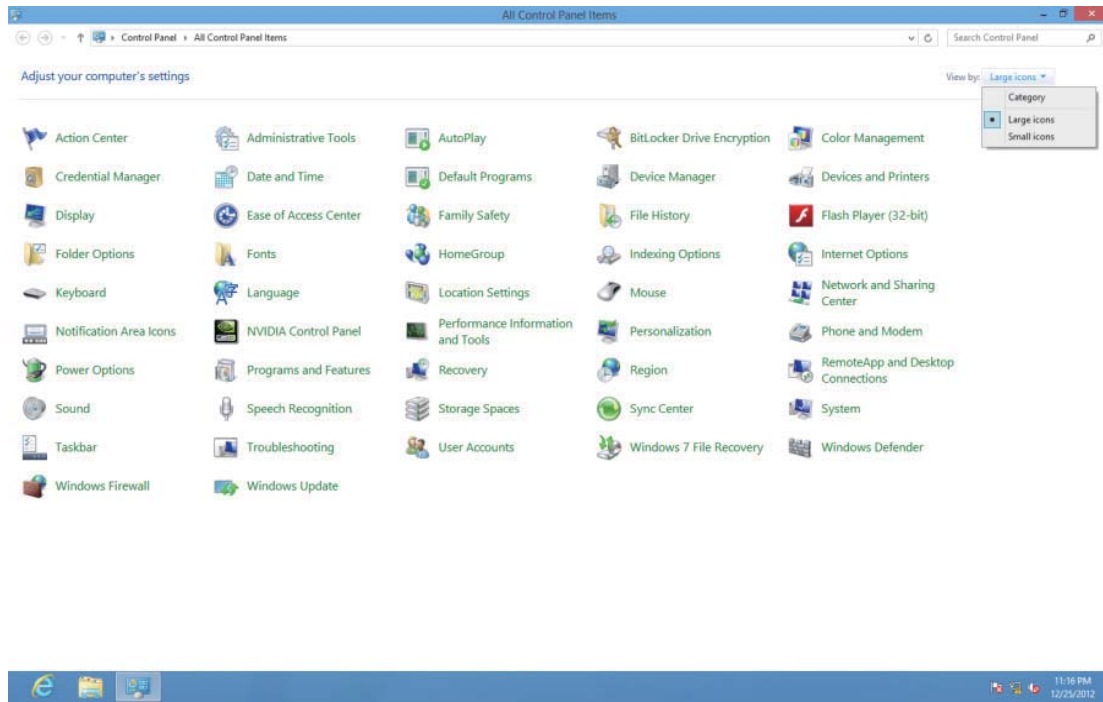 All Control Panel Items
Control Panel All Control Panel Items
Search Control Panel
Adjust your computer's settings
View by: Large icons
Category
Large icons
Small icons
Action Center
Administrative Tools
AutoPlay
BitLocker Drive Encryption
Color Management
Credential Manager
Date and Time
Default Programs
Device Manager
Devices and Printers
Display
Ease of Access Center
Family Safety
File History
Flash Player (32-bit)
Folder Options
Fonts
HomeGroup
Indexing Options
Internet Options
Keyboard
Language
Location Settings
Mouse
Network and Sharing
Center
Notification Area Icons
NVIDIA Control Panel
Performance Information
and Tools
Personalization
Phone and Modem
Power Options
Programs and Features
Recovery
Region
RemoteApp and Desktop
Connections
Sound
Speech Recognition
Storage Spaces
Sync Center
System
Taskbar
Troubleshooting
User Accounts
Windows 7 File Recovery
Windows Defender
Windows Firewall
Windows Update
11:16 PM
12/25/2012